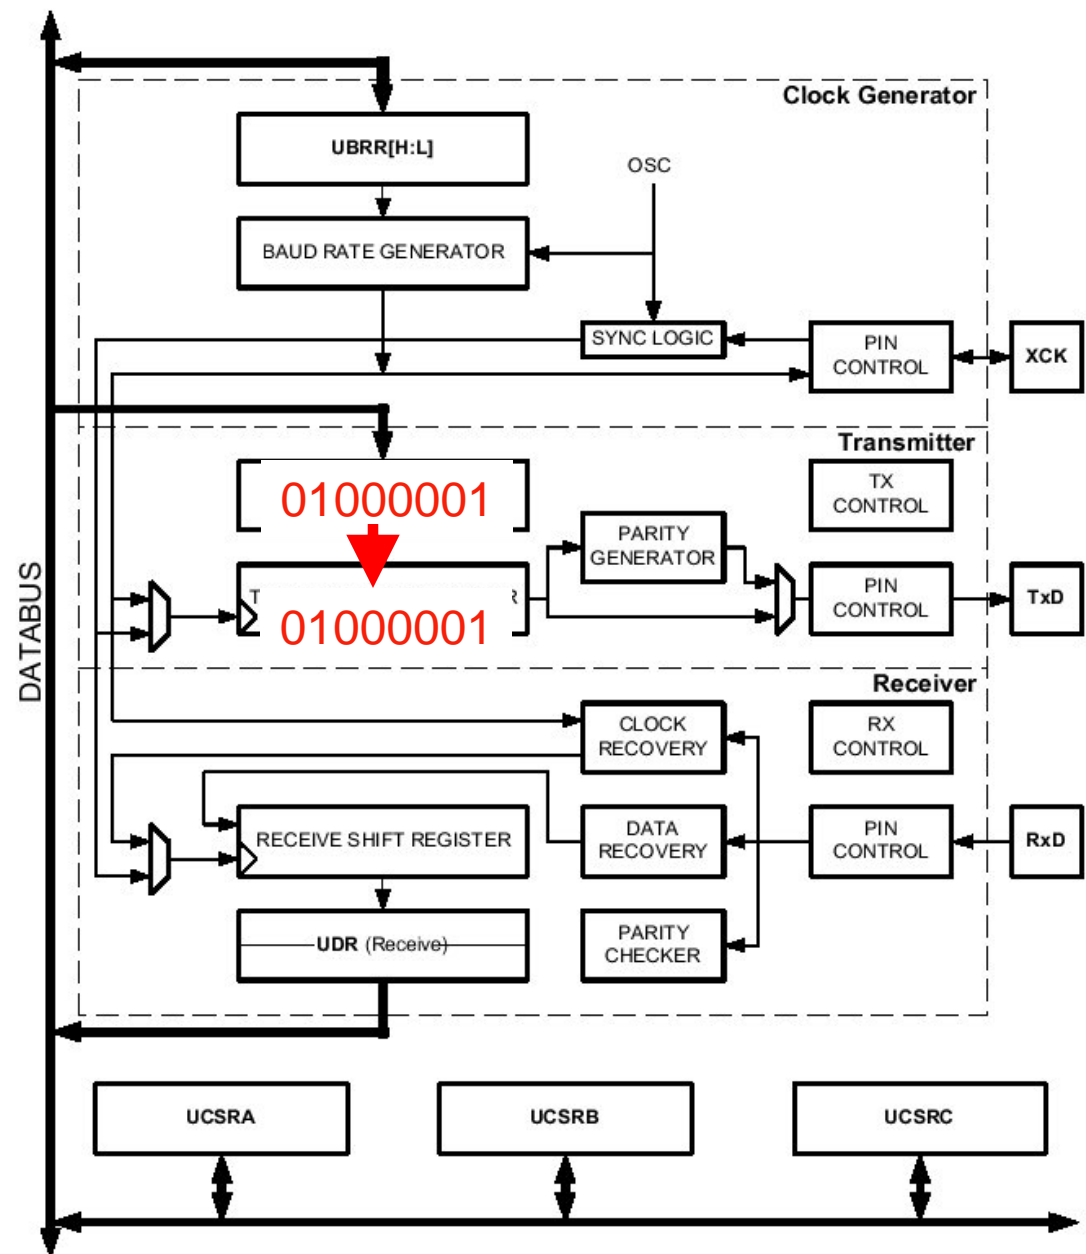 Clock Generator
UBRR[H:L]
OSC
BAUD RATE GENERATOR
SYNC LOGIC
PIN
CONTROL
XCK
DATABUS
Transmitter
01000001
TX
CONTROL
PARITY
GENERATOR
T
R
01000001
PIN
CONTROL
TxD
Receiver
CLOCK
RECOVERY
RX
CONTROL
RECEIVE SHIFT REGISTER
DATA
RECOVERY
PIN
CONTROL
RxD
UDR (Receive)
PARITY
CHECKER
UCSRA
UCSRB
UCSRC